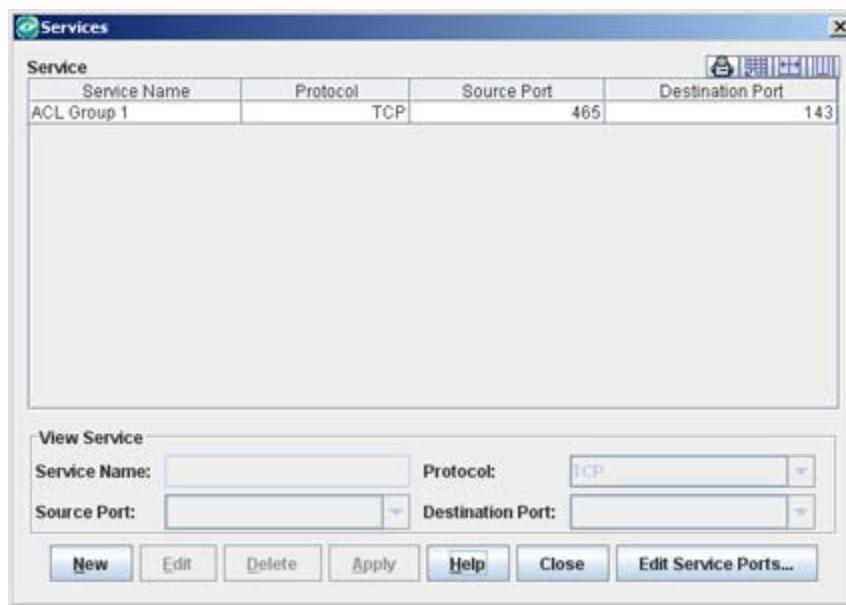 Services
Service
Service Name Protocol Source Port Destination Port
ACL Group 1 TCP 465 143
View Service
Service Name: Protocol: TCP
Source Port: Destination Port:
New Edit Delete Apply Help Close Edit Service Ports...